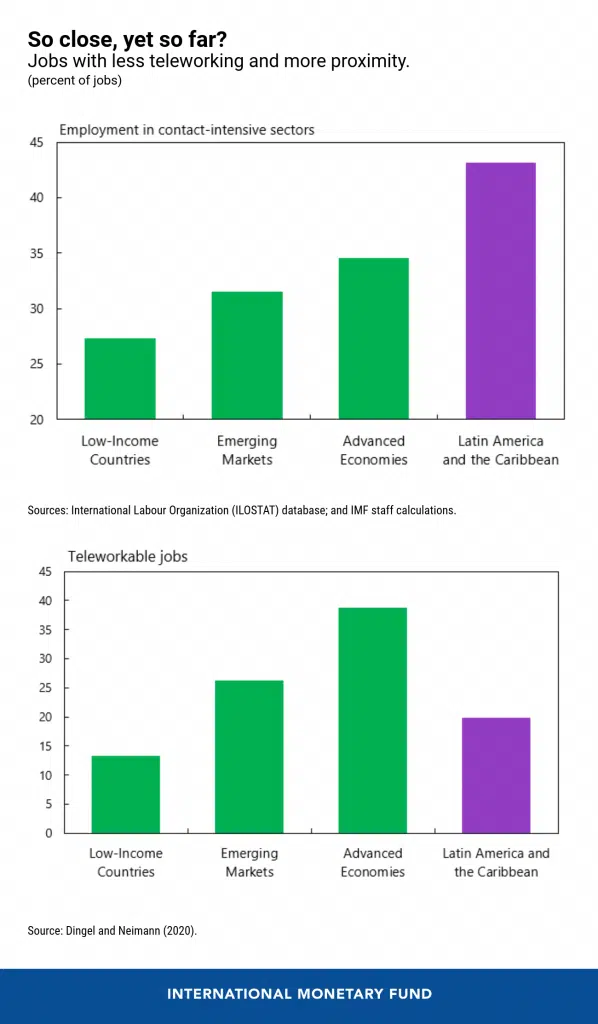 So close, yet so far?
Jobs with less teleworking and more proximity.
(percent of jobs)
Employment in contact-intensive sectors
45
40
35
30
25
20
Low-Income
Countries
Emerging
Markets
Advanced
Economies
Latin America
and the Caribbean
Sources: International Labour Organization (ILOSTAT) database; and IMF staff calculations.
Teleworkable jobs
45
40
35
30
25
20
15
10
5
0
Low-Income
Countries
Emerging
Markets
Advanced
Economies
Latin America and
the Caribbean
Source: Dingel and Neimann (2020).
INTERNATIONAL MONETARY FUND